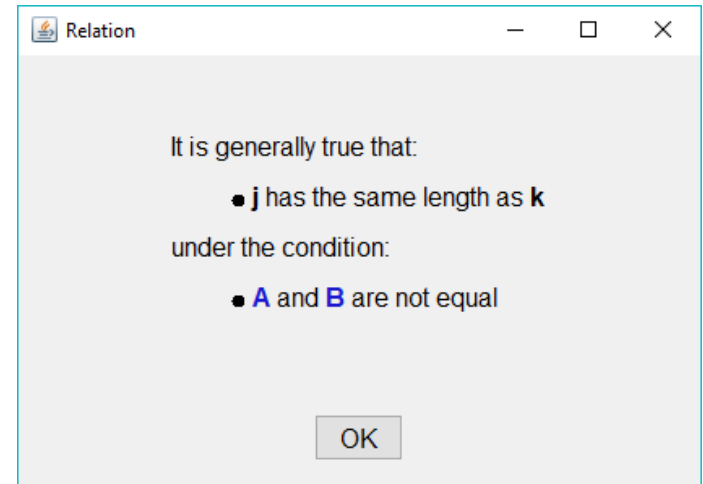 Relation
It is generally true that:
● j has the same length as k
under the condition:
● A and B are not equal
OK